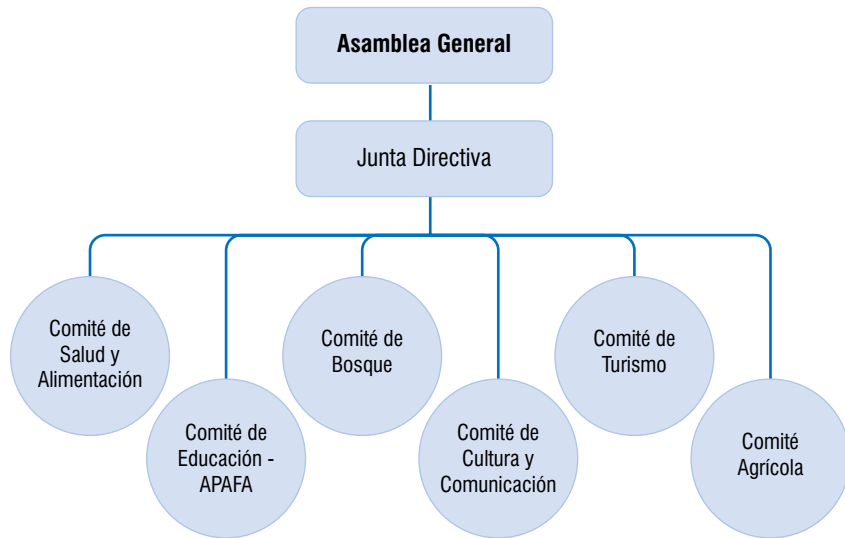 Asamblea General
Junta Directiva
Comité de
Salud y
Alimentación
Comité de
Educación -
APAFA
Comité de
Bosque
Comité de
Cultura y
Comunicación
Comité de
Turismo
Comité
Agrícola